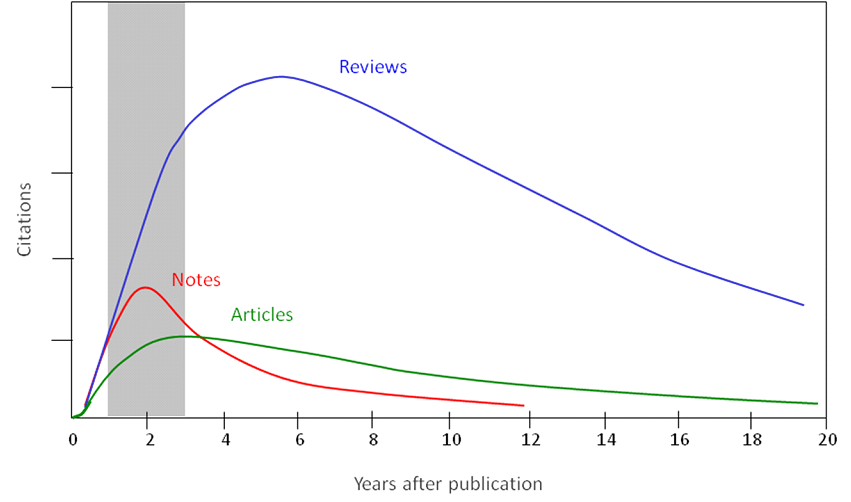 Reviews
Citations
Notes
Articles
0 2 4 6 8 10 12 14 16 18 20
Years after publication